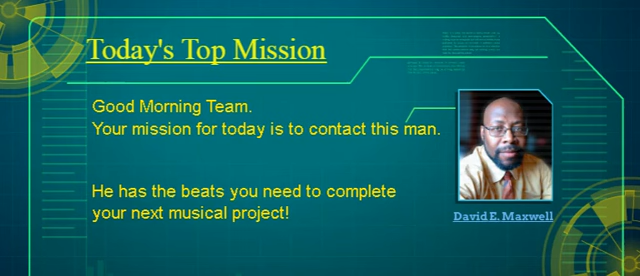 Today's Top Mission
Good Morning Team.
Your mission for today is to contact this man.
He has the beats you need to complete
your next musical project!
David E. Maxwell